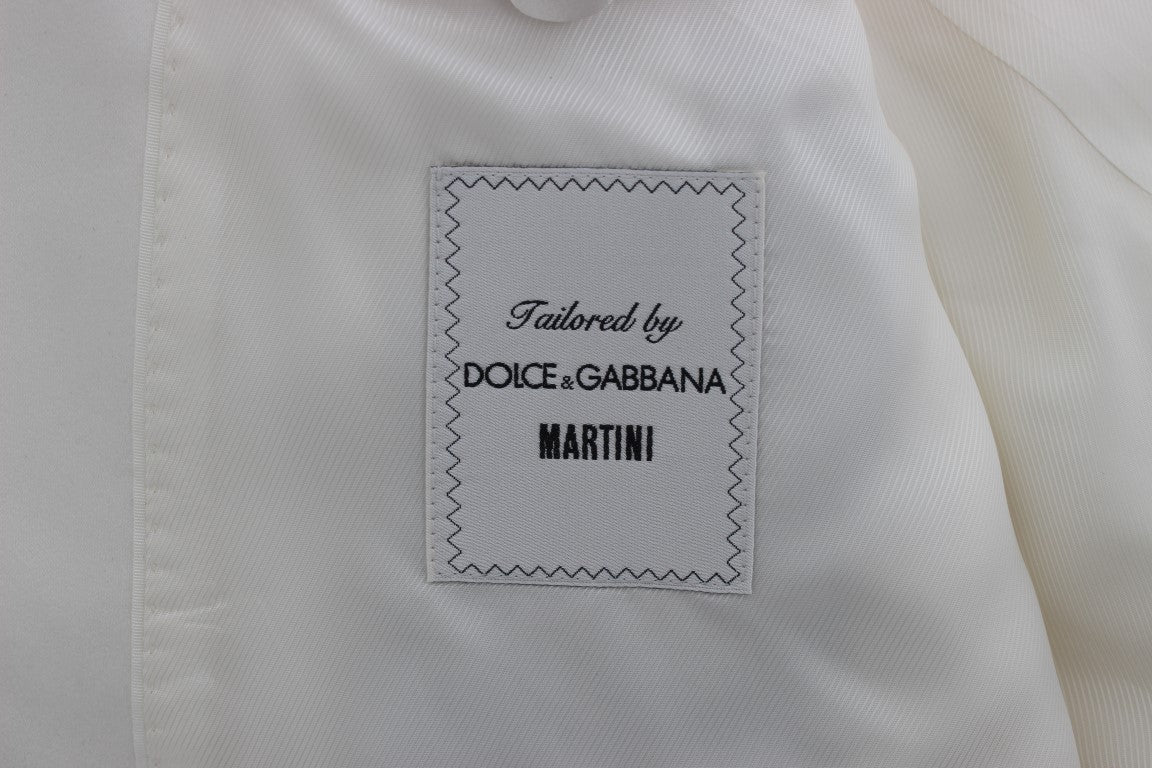 Tailored by
DOLCE & GABBANA
MARTINI